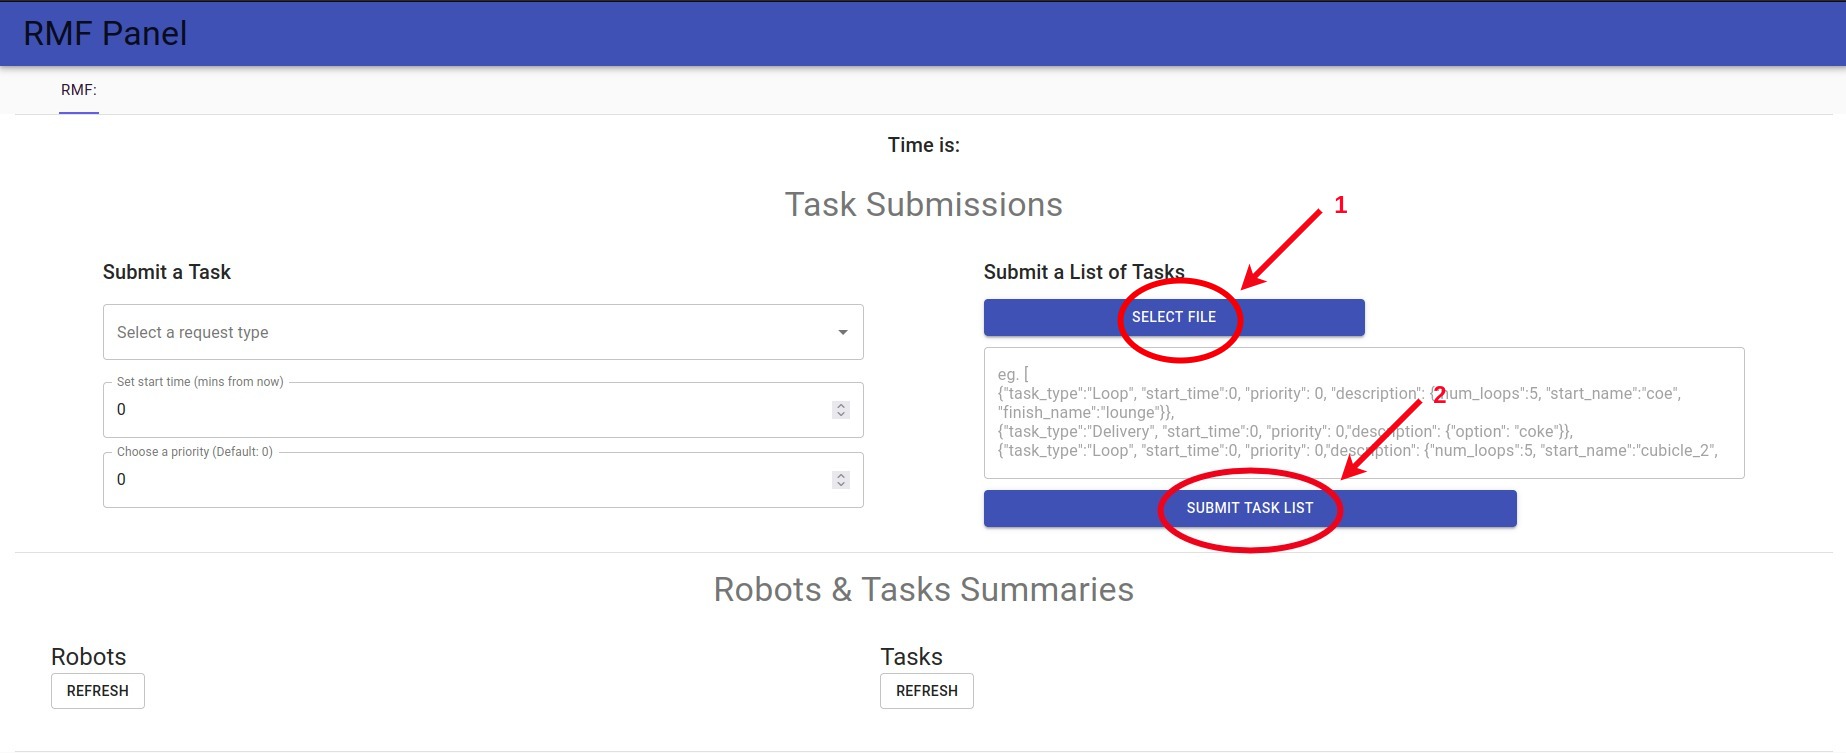 RMF Panel
RMF:
Time is:
Task Submissions
1
Submit a Task
Select a request type
Set start time (mins from now)
0
Choose a priority (Default: 0)
0
Submit a List of Tasks
SELECT FILE
2
eg. [
{"task_type":"Loop", "start_time":0, "priority": 0, "description": {"num_loops":5, "start_name":"coe",
"finish_name":"lounge"}},
{"task_type":"Delivery", "start_time":0, "priority": 0,"description": {"option": "coke"}},
{"task_type":"Loop", "start_time":0, "priority": 0,"description": {"num_loops":5, "start_name":"cubicle_2",
SUBMIT TASK LIST
Robots & Tasks Summaries
Robots
REFRESH
Tasks
REFRESH